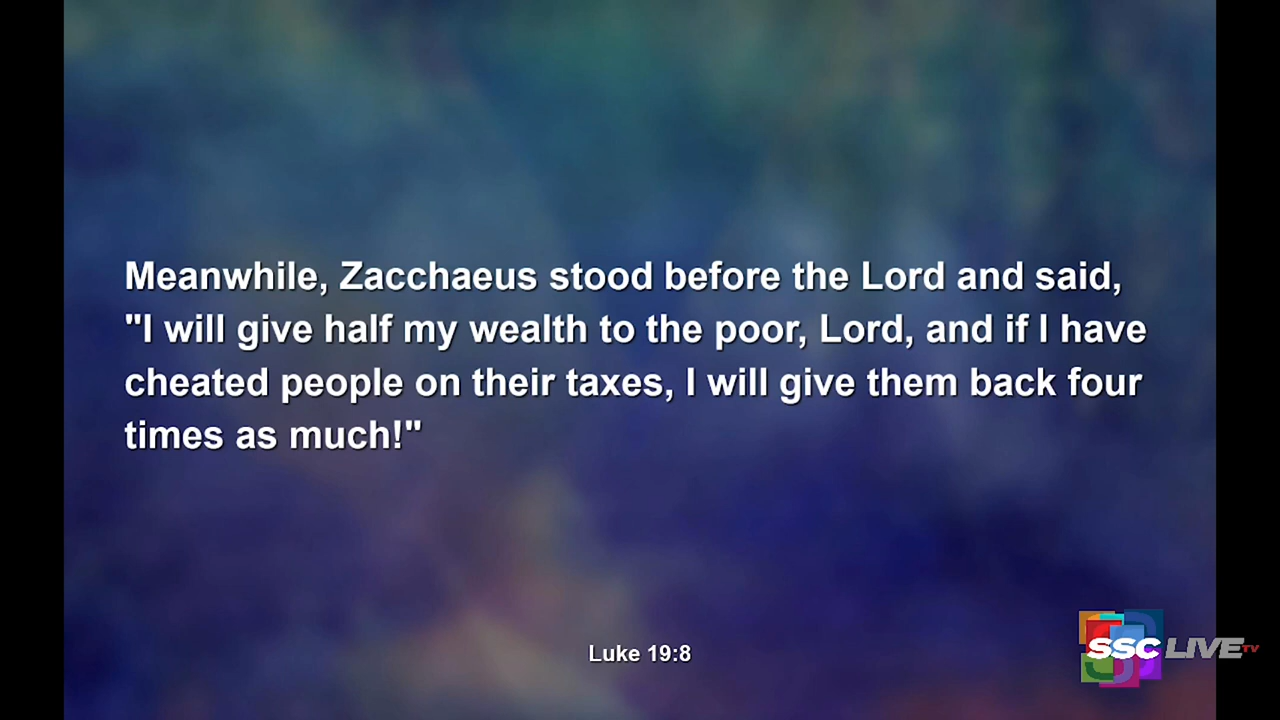 Meanwhile, Zacchaeus stood before the Lord and said,
"I will give half my wealth to the poor, Lord, and if I have
cheated people on their taxes, I will give them back four
times as much!"
Luke 19:8
SSC LIVE TV